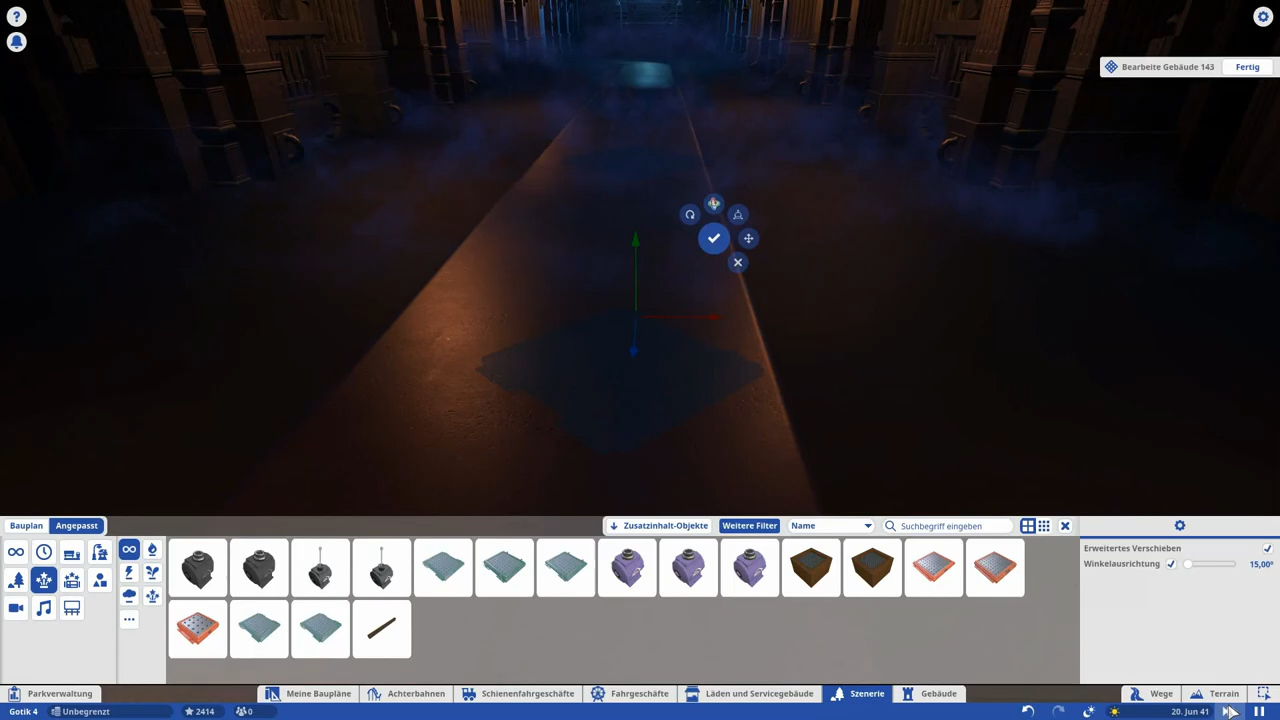 ?
Bearbeite Gebäude 143 Fertig
Bauplan Angepasst Zusatzinhalt-Objekte Weitere Filter Name Suchbegriff eingeben
Erweitertes Verschieben
Winkelausrichtung 15,00°
Parkverwaltung Meine Baupläne Achterbahnen Schienenfahrgeschäfte Fahrgeschäfte Läden und Servicegebäude Szenerie Gebäude Wege Terrain
Gotik 4 Unbegrenzt 2414 0 20. Jun 41